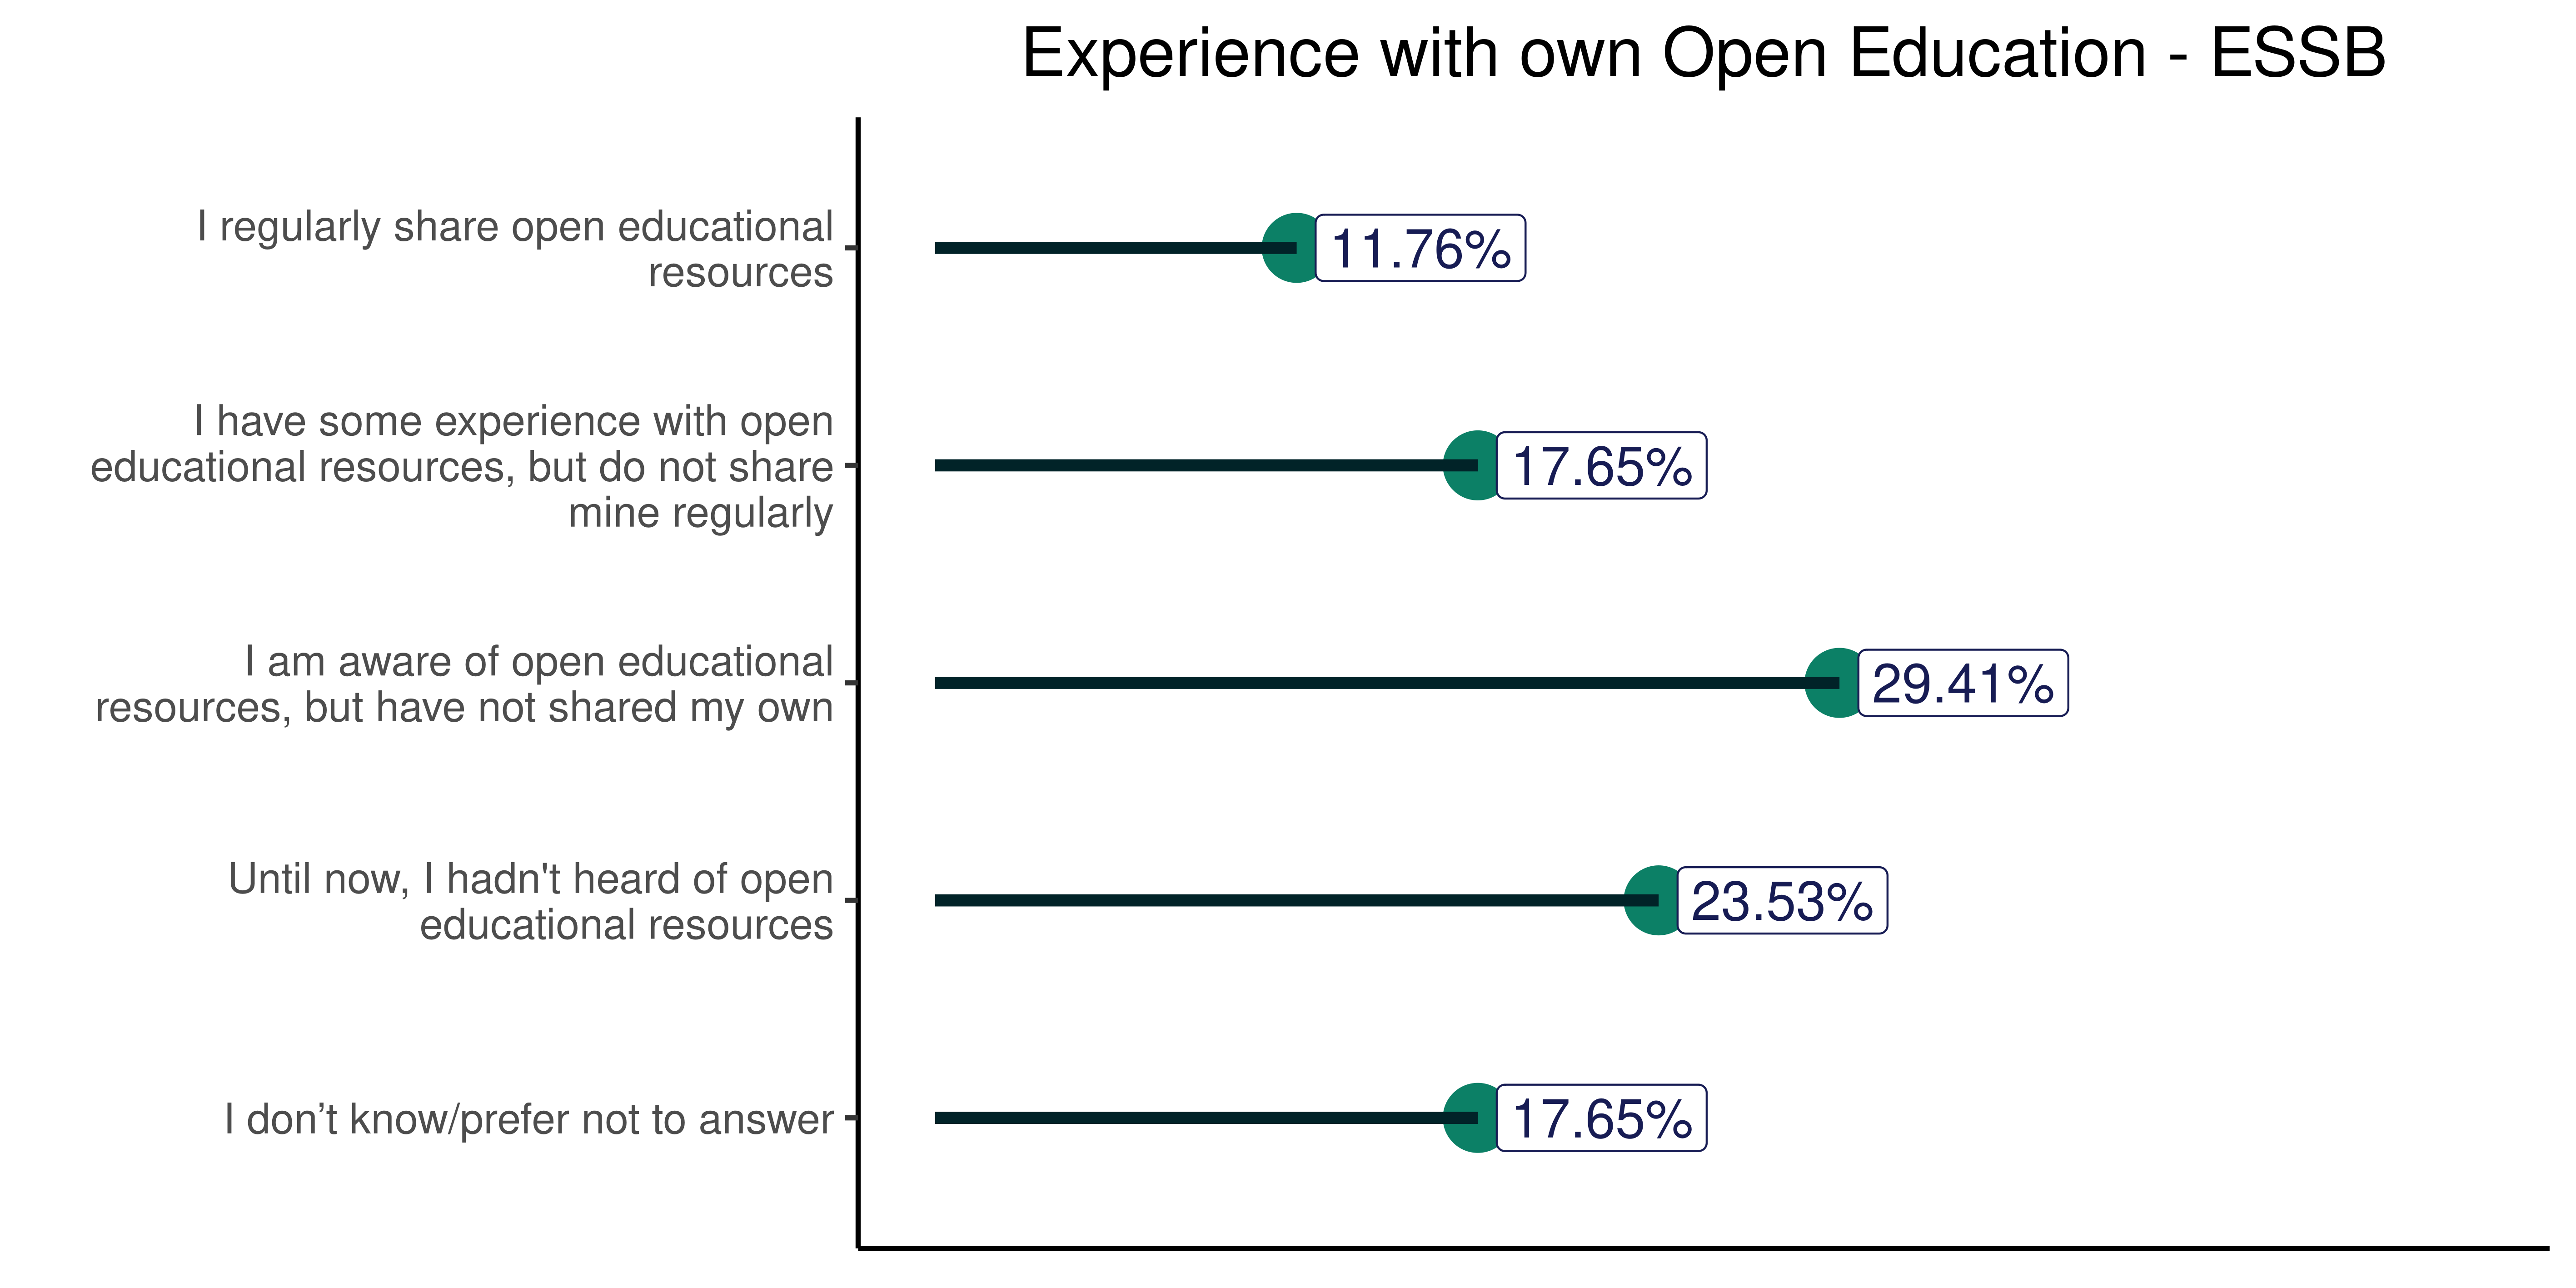 Experience with own Open Education - ESSB
I regularly share open educational
resources
11.76%
I have some experience with open
educational resources, but do not share
mine regularly
17.65%
I am aware of open educational
resources, but have not shared my own
29.41%
Until now, I hadn't heard of open
educational resources
23.53%
I don’t know/prefer not to answer
17.65%